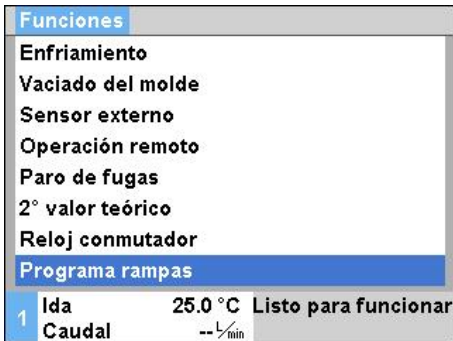 Funciones
Enfriamiento
Vaciado del molde
Sensor externo
Operación remoto
Paro de fugas
2° valor teórico
Reloj conmutador
Programa rampas
1 Ida 25.0 °C Listo para funcionar
Caudal -- L/min